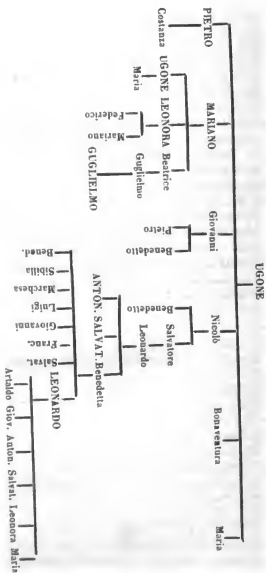 UGONE
PIETRO MARIANO Giovanni Nicolò Bonaventura Maria
Costanza UGONE LEONORA Beatrice Pietro Benedetto Benedetto Salvatore
Maria Federico Mariano Guglielmo Leonardo
GUGLIELMO ANTON. SALVAT. Benedetta
LEONARDO
Bened. Sibilla Marchesa Luigi Giovanni Franc. Salvat.
Artaldo Giov. Anton. Salvat. Leonora Maria